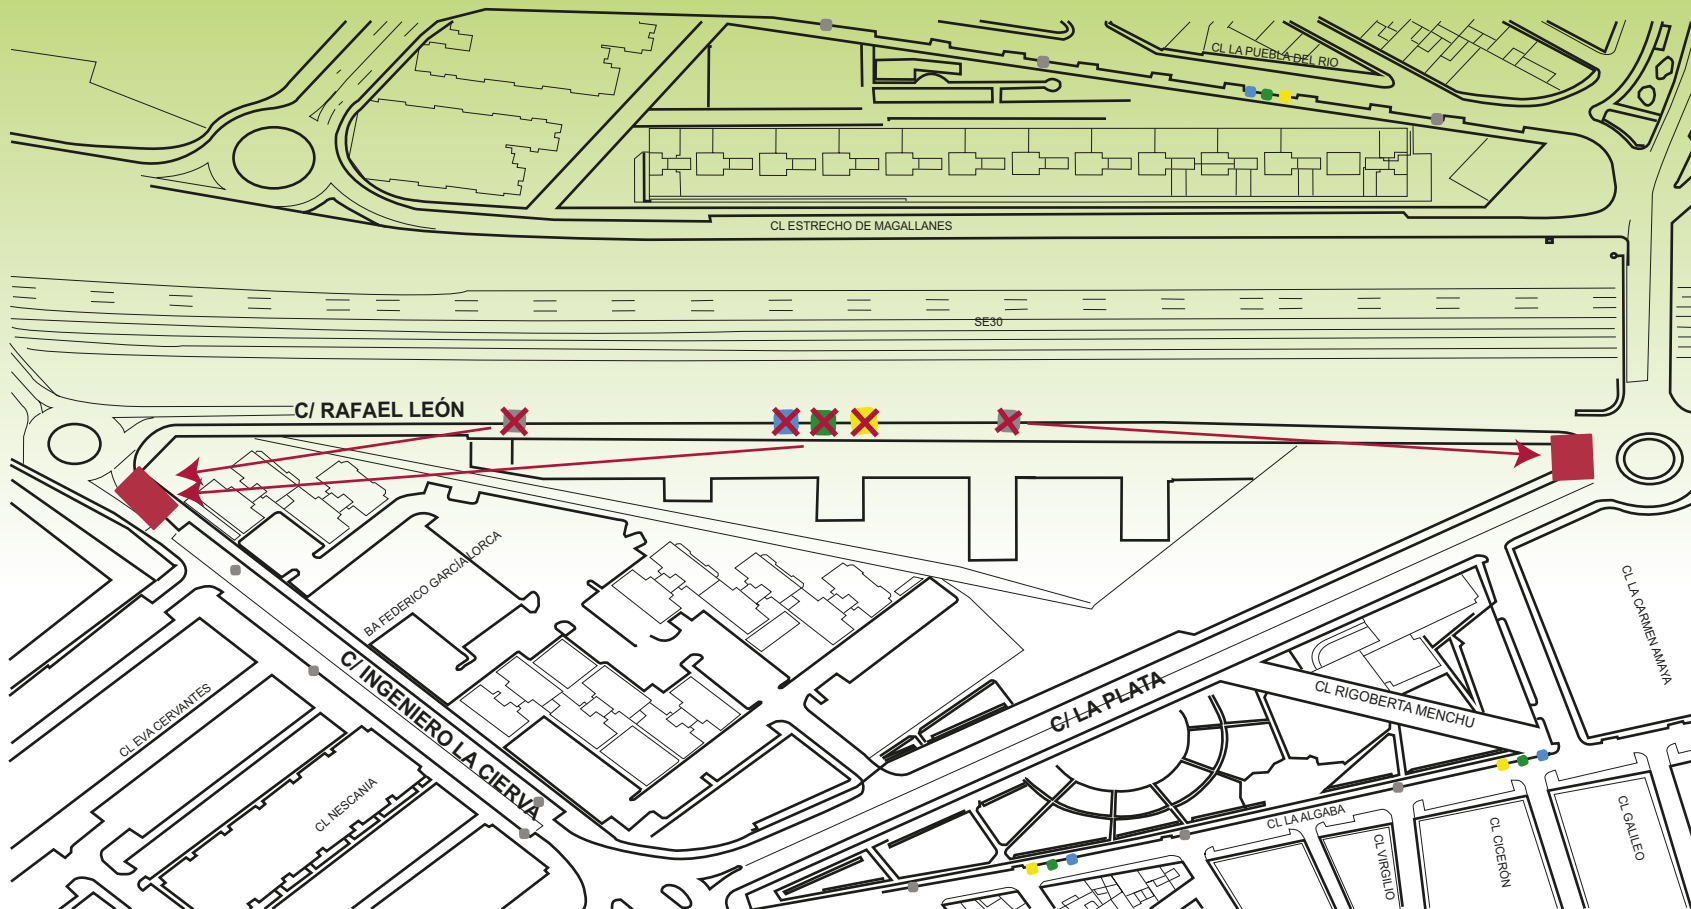 CL LA PUEBLA DEL RIO
CL ESTRECHO DE MAGALLANES
SE30
C/ RAFAEL LEÓN
BA FEDERICO GARCÍA LORCA
CL LA CARMEN AMAYA
C/ INGENIERO LA CIERVA
C/ LA PLATA
CL RIGOBERTA MENCHU
CL EVA CERVANTES
CL NESCANIA
CL LA ALGABA
CL VIRGILIO
CL CICERÓN
CL GALILEO